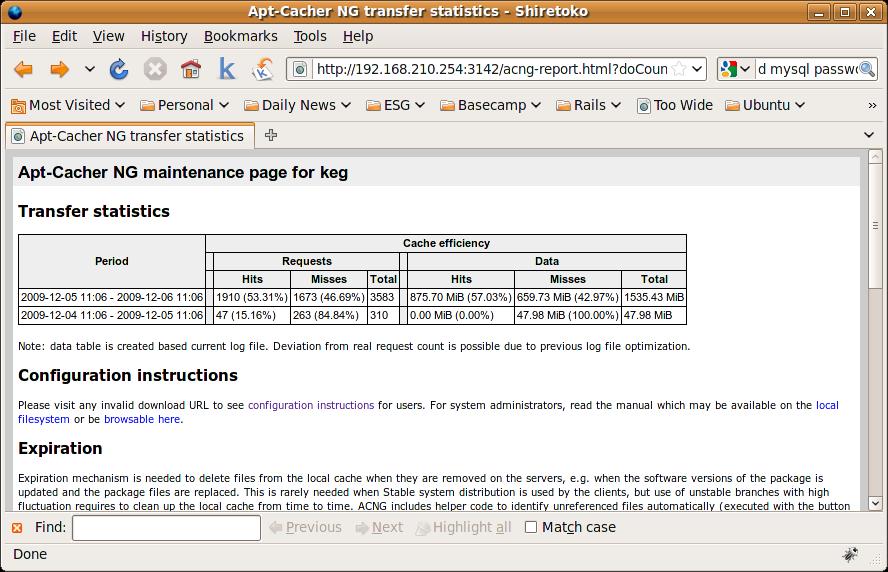 Apt-Cacher NG transfer statistics - Shiretoko
File Edit View History Bookmarks Tools Help
http://192.168.210.254:3142/acng-report.html?doCoun d mysql passwo
Most Visited Personal Daily News ESG Basecamp Rails Too Wide Ubuntu »
Apt-Cacher NG transfer statistics
Apt-Cacher NG maintenance page for keg
Transfer statistics
Period Cache efficiency
Requests Data
Hits Misses Total Hits Misses Total
2009-12-05 11:06 - 2009-12-06 11:06 1910 (53.31%) 1673 (46.69%) 3583 875.70 MiB (57.03%) 659.73 MiB (42.97%) 1535.43 MiB
2009-12-04 11:06 - 2009-12-05 11:06 47 (15.16%) 263 (84.84%) 310 0.00 MiB (0.00%) 47.98 MiB (100.00%) 47.98 MiB
Note: data table is created based current log file. Deviation from real request count is possible due to previous log file optimization.
Configuration instructions
Please visit any invalid download URL to see configuration instructions for users. For system administrators, read the manual which may be available on the local
filesystem or be browsable here.
Expiration
Expiration mechanism is needed to delete files from the local cache when they are removed on the servers, e.g. when the software versions of the package is
updated and the package files are replaced. This is rarely needed when Stable system distribution is used by the clients, but use of unstable branches with high
fluctuation requires to clean up the local cache from time to time. ACNG includes helper code to identify unreferenced files automatically (executed with the button
Find: Previous Next Highlight all Match case
Done